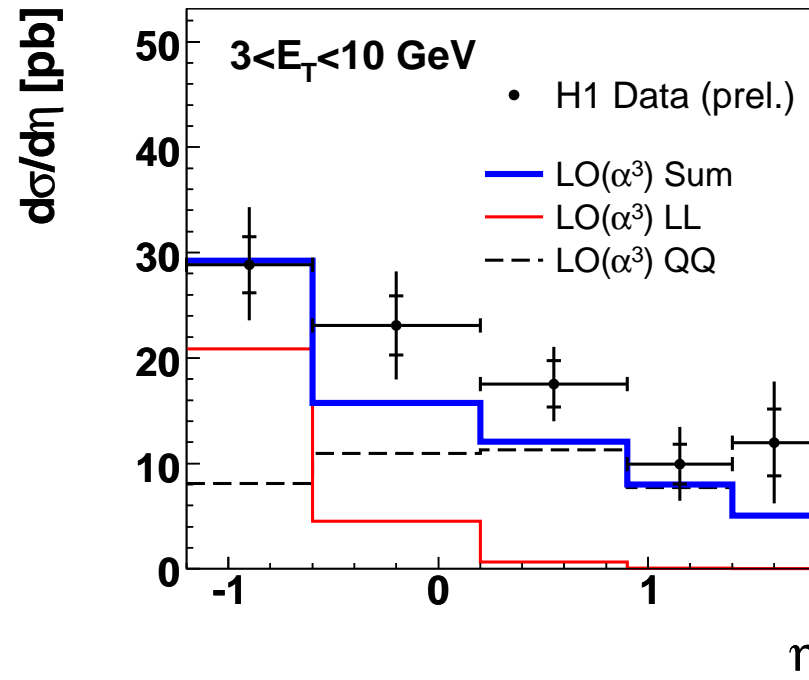 dσ/dη [pb]
3<E_T<10 GeV
H1 Data (prel.)
LO(α³) Sum
LO(α³) LL
LO(α³) QQ
50
40
30
20
10
0
-1 0 1